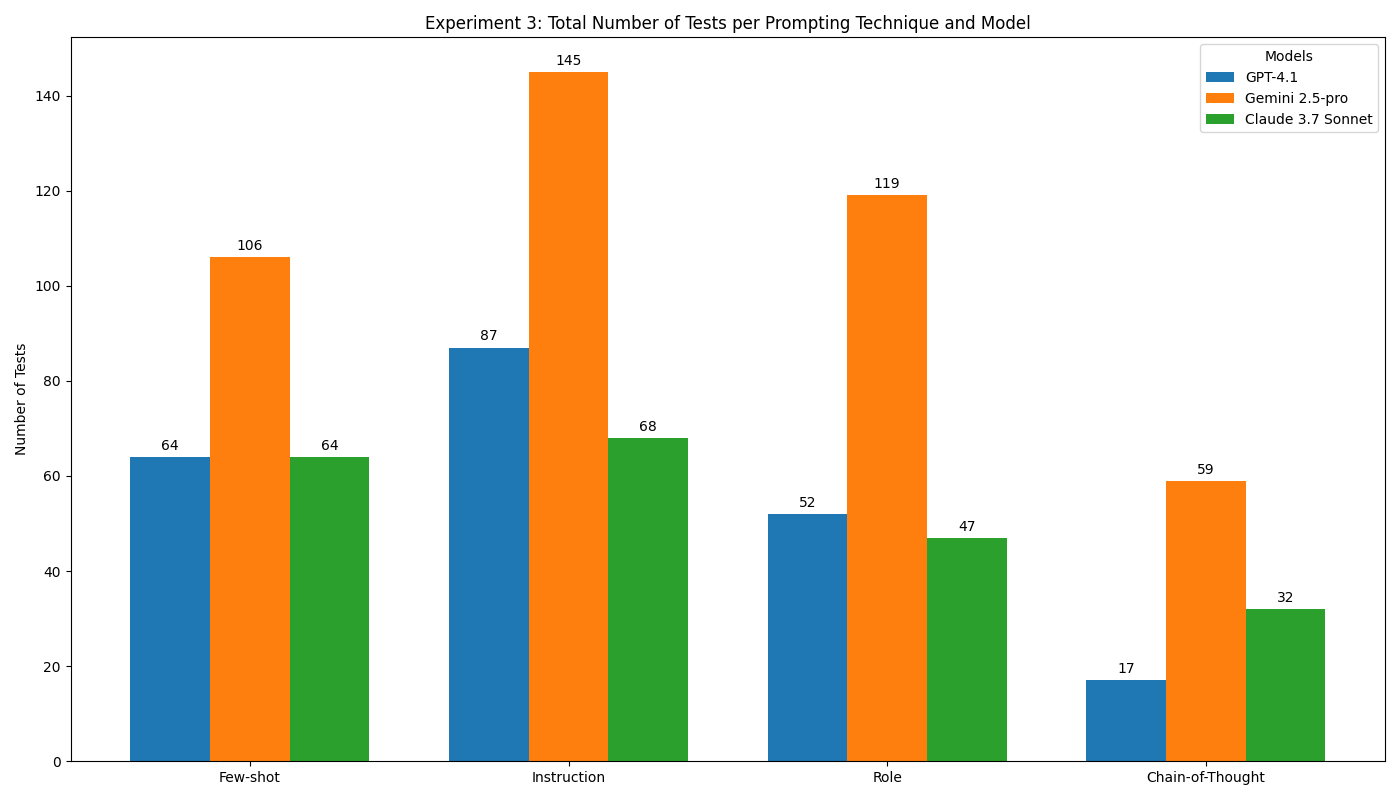 Experiment 3: Total Number of Tests per Prompting Technique and Model
Models
GPT-4.1
Gemini 2.5-pro
Claude 3.7 Sonnet
Number of Tests
140
120
100
80
60
40
20
0
64
106
64
87
145
68
52
119
47
17
59
32
Few-shot
Instruction
Role
Chain-of-Thought